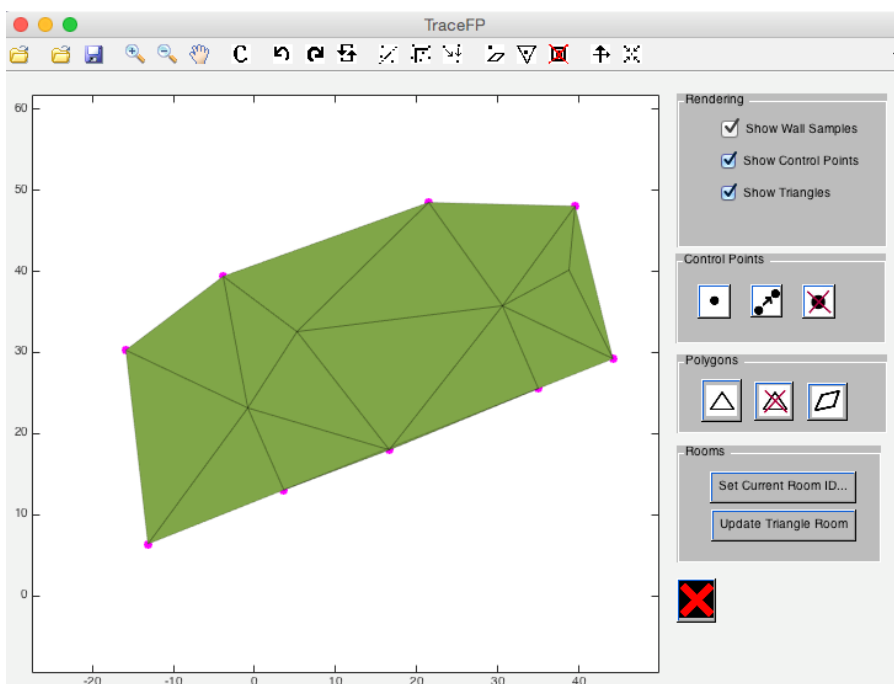 TraceFP
C
Rendering
Show Wall Samples
Show Control Points
Show Triangles
Control Points
Polygons
Rooms
Set Current Room ID...
Update Triangle Room
60
50
40
30
20
10
0
-20 -10 0 10 20 30 40